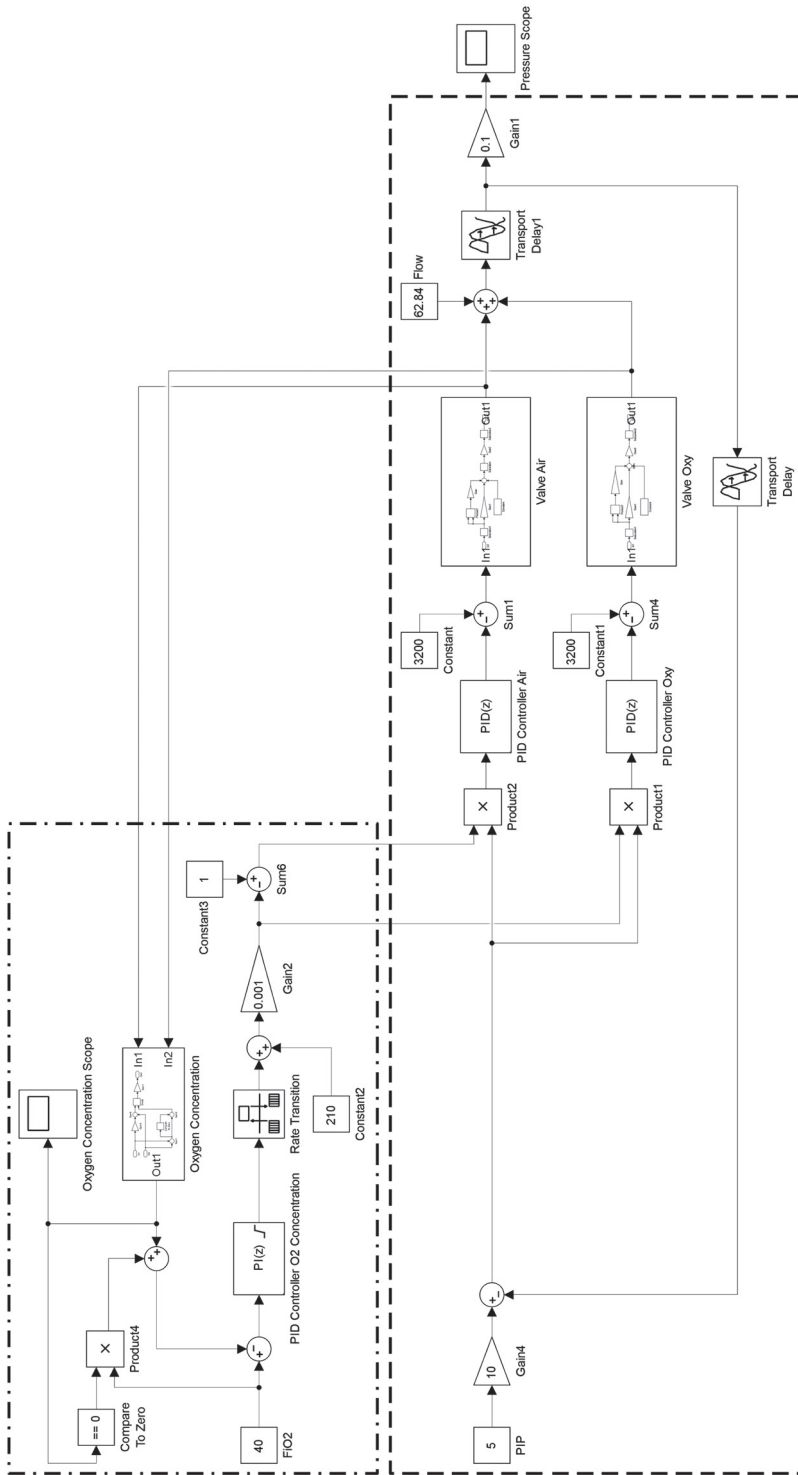 Oxygen Concentration Scope
In1
In2
Out1
Oxygen Concentration
== 0
Compare
To Zero
×
Product4
+
+
40
FiO2
+
−
PI(z)
PID Controller O2 Concentration
Rate Transition
210
Constant2
+
+
0.001
Gain2
1
Constant3
+
−
Sum6
5
PIP
10
Gain4
+
−
×
Product2
×
Product1
PID(z)
PID Controller Air
PID(z)
PID Controller Oxy
3200
Constant
+
−
Sum1
3200
Constant1
+
−
Sum4
In1
Out1
Valve Air
In1
Out1
Valve Oxy
62.84
Flow
+
+
+
Transport
Delay1
Transport
Delay
0.1
Gain1
Pressure Scope